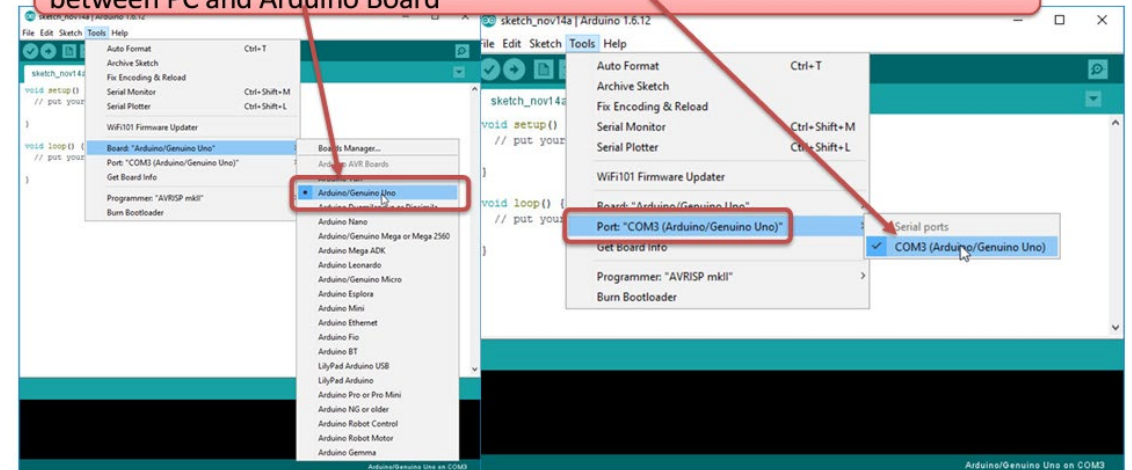 between PC and Arduino Board
sketch_nov14a | Arduino 1.6.12
File Edit Sketch Tools Help
Auto Format Ctrl+T
Archive Sketch
Fix Encoding & Reload
Serial Monitor Ctrl+Shift+M
Serial Plotter Ctrl+Shift+L
WiFi101 Firmware Updater
Board: "Arduino/Genuino Uno"
Port: "COM3 (Arduino/Genuino Uno)"
Get Board Info
Programmer: "AVRISP mkII"
Burn Bootloader
sketch_nov14a
void setup()
// put your
}
void loop() {
// put your
}
Boards Manager...
Arduino AVR Boards
Arduino Yún
Arduino/Genuino Uno
Arduino Duemilanove or Diecimila
Arduino Nano
Arduino/Genuino Mega or Mega 2560
Arduino Mega ADK
Arduino Leonardo
Arduino/Genuino Micro
Arduino Esplora
Arduino Mini
Arduino Ethernet
Arduino Fio
Arduino BT
LilyPad Arduino USB
LilyPad Arduino
Arduino Pro or Pro Mini
Arduino NG or older
Arduino Robot Control
Arduino Robot Motor
Arduino Gemma
Arduino/Genuino Uno on COM3
sketch_nov14a | Arduino 1.6.12
File Edit Sketch Tools Help
Auto Format Ctrl+T
Archive Sketch
Fix Encoding & Reload
Serial Monitor Ctrl+Shift+M
Serial Plotter Ctrl+Shift+L
WiFi101 Firmware Updater
Board: "Arduino/Genuino Uno"
Port: "COM3 (Arduino/Genuino Uno)"
Get Board Info
Programmer: "AVRISP mkII"
Burn Bootloader
sketch_nov14a
void setup()
// put your
}
void loop() {
// put your
}
Serial ports
COM3 (Arduino/Genuino Uno)
Arduino/Genuino Uno on COM3